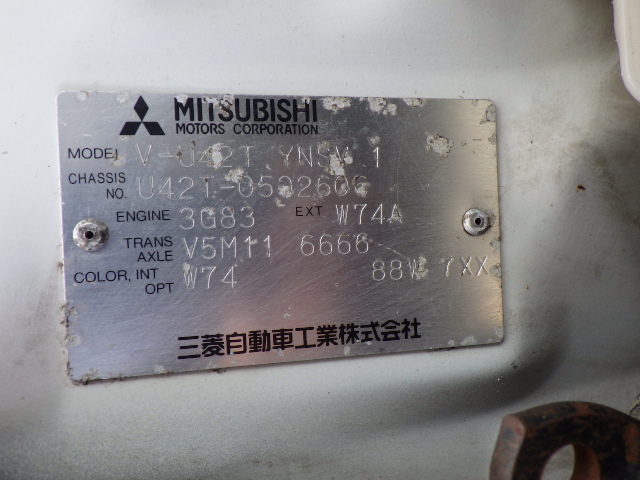 MITSUBISHI
MOTORS CORPORATION
MODEL V-U42T YNSV 1
CHASSIS NO. U42T-0592606
ENGINE 3G83 EXT W74A
TRANS AXLE V5M11 6666
COLOR, INT OPT W74 88W 7XX
三菱自動車工業株式会社